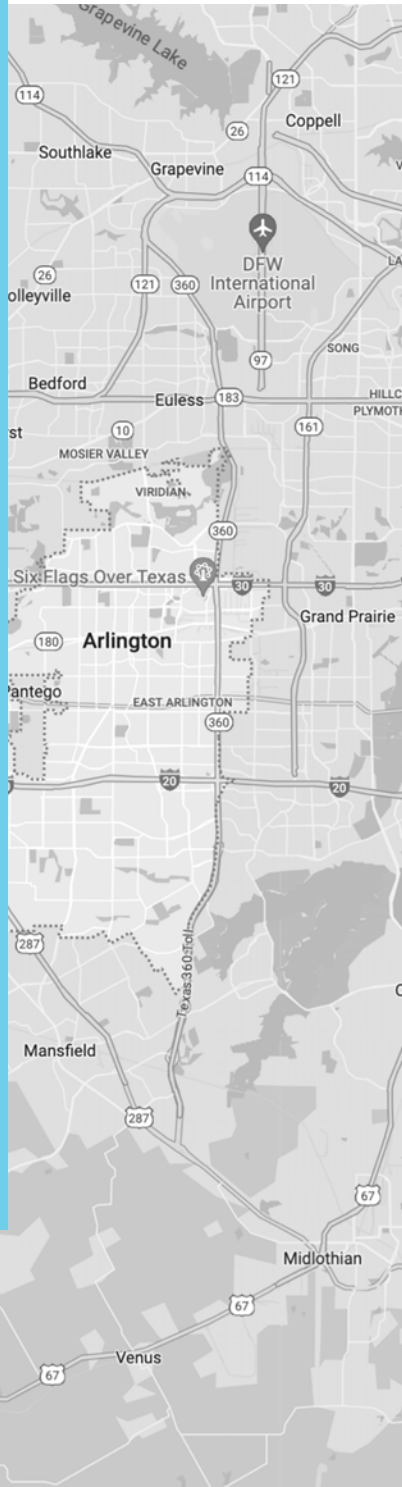 Grapevine Lake
121
114
Coppell
26
Southlake
Grapevine
114
DFW
International
Airport
26
olleyville
121
360
LA
97
SONG
Bedford
Euless
183
HILLC
PLYMOTH
161
rst
10
MOSIER VALLEY
VIRIDIAN
360
Six Flags Over Texas
30
30
Grand Prairie
180
Arlington
Pantego
EAST ARLINGTON
360
20
20
287
Texas 360 Toll
Mansfield
287
67
Midlothian
67
Venus
67